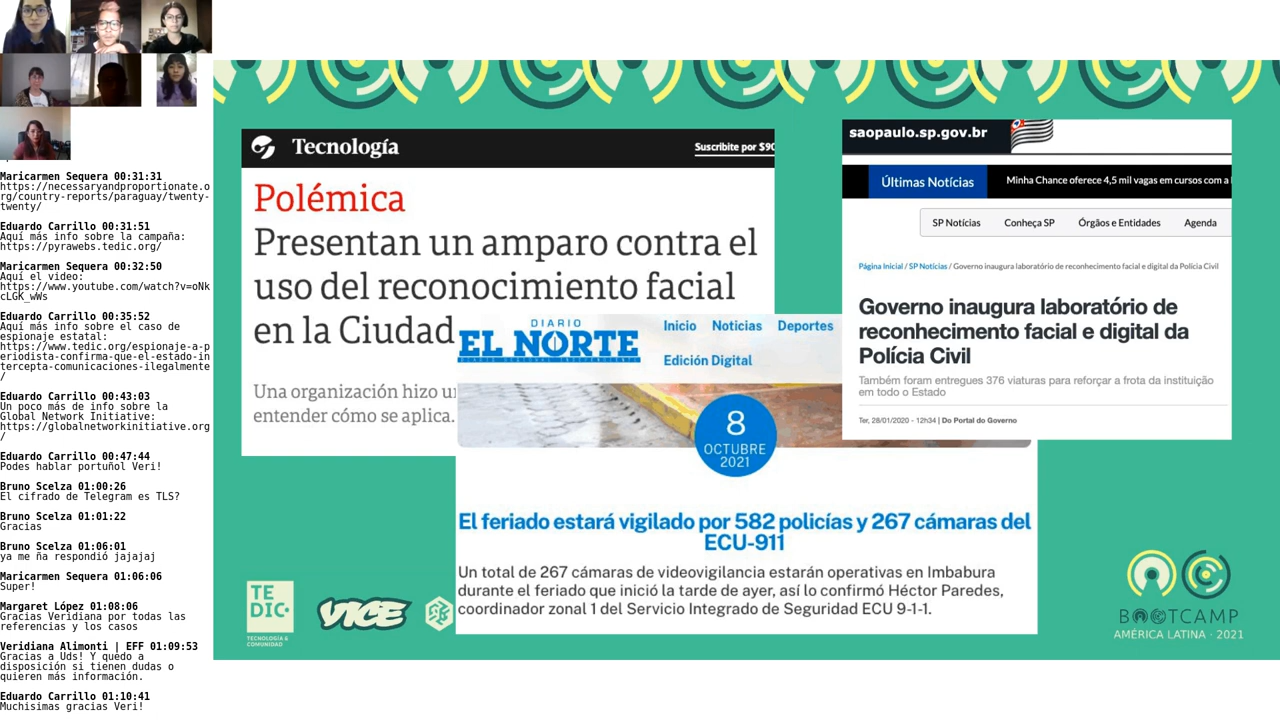 Maricarmen Sequera 00:31:31
https://necessaryandproportionate.o
rg/country-reports/paraguay/twenty-
twenty/
Eduardo Carrillo 00:31:51
Aquí más info sobre la campaña:
https://pyrawebs.tedic.org/
Maricarmen Sequera 00:32:50
Aquí el video:
https://www.youtube.com/watch?v=oNk
cLGK_wWs
Eduardo Carrillo 00:35:52
Aquí más info sobre el caso de
espionaje estatal:
https://www.tedic.org/espionaje-a-p
eriodista-confirma-que-el-estado-in
tercepta-comunicaciones-ilegalmente
/
Eduardo Carrillo 00:43:03
Un poco más de info sobre la
Global Network Initiative:
https://globalnetworkinitiative.org
/
Eduardo Carrillo 00:47:44
Podes hablar portuñol Veri!
Bruno Scelza 01:00:26
El cifrado de Telegram es TLS?
Bruno Scelza 01:01:22
Gracias
Bruno Scelza 01:06:01
ya me ña respondió jajajaj
Maricarmen Sequera 01:06:06
Super!
Margaret López 01:08:06
Gracias Veridiana por todas las
referencias y los casos
Veridiana Alimonti | EFF 01:09:53
Gracias a Uds! Y quedo a
disposición si tienen dudas o
quieren más información.
Eduardo Carrillo 01:10:41
Muchisimas gracias Veri!
Tecnología
Suscribite por $90
Polémica
Presentan un amparo contra el
uso del reconocimiento facial
en la Ciudad
Una organización hizo un
entender cómo se aplica.
DIARIO
EL NORTE
Inicio Noticias Deportes
Edición Digital
8
OCTUBRE
2021
El feriado estará vigilado por 582 policías y 267 cámaras del
ECU-911
Un total de 267 cámaras de videovigilancia estarán operativas en Imbabura
durante el feriado que inició la tarde de ayer, así lo confirmó Héctor Paredes,
coordinador zonal 1 del Servicio Integrado de Seguridad ECU 9-1-1.
saopaulo.sp.gov.br
Últimas Notícias
Minha Chance oferece 4,5 mil vagas em cursos com a
SP Notícias Conheça SP Órgãos e Entidades Agenda
Página Inicial / SP Notícias / Governo inaugura laboratório de reconhecimento facial e digital da Polícia Civil
Governo inaugura laboratório de
reconhecimento facial e digital da
Polícia Civil
Também foram entregues 376 viaturas para reforçar a frota da instituição
em todo o Estado
Ter, 28/01/2020 - 12h34 | Do Portal do Governo
TE
DIC
TECNOLOGÍA &
COMUNIDAD
VICE
BOOTCAMP
AMÉRICA LATINA · 2021